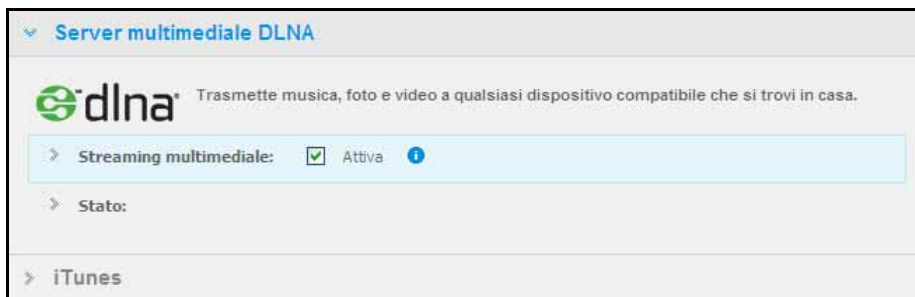 Server multimediale DLNA
dlna Trasmette musica, foto e video a qualsiasi dispositivo compatibile che si trovi in casa.
Streaming multimediale: Attiva
Stato:
iTunes